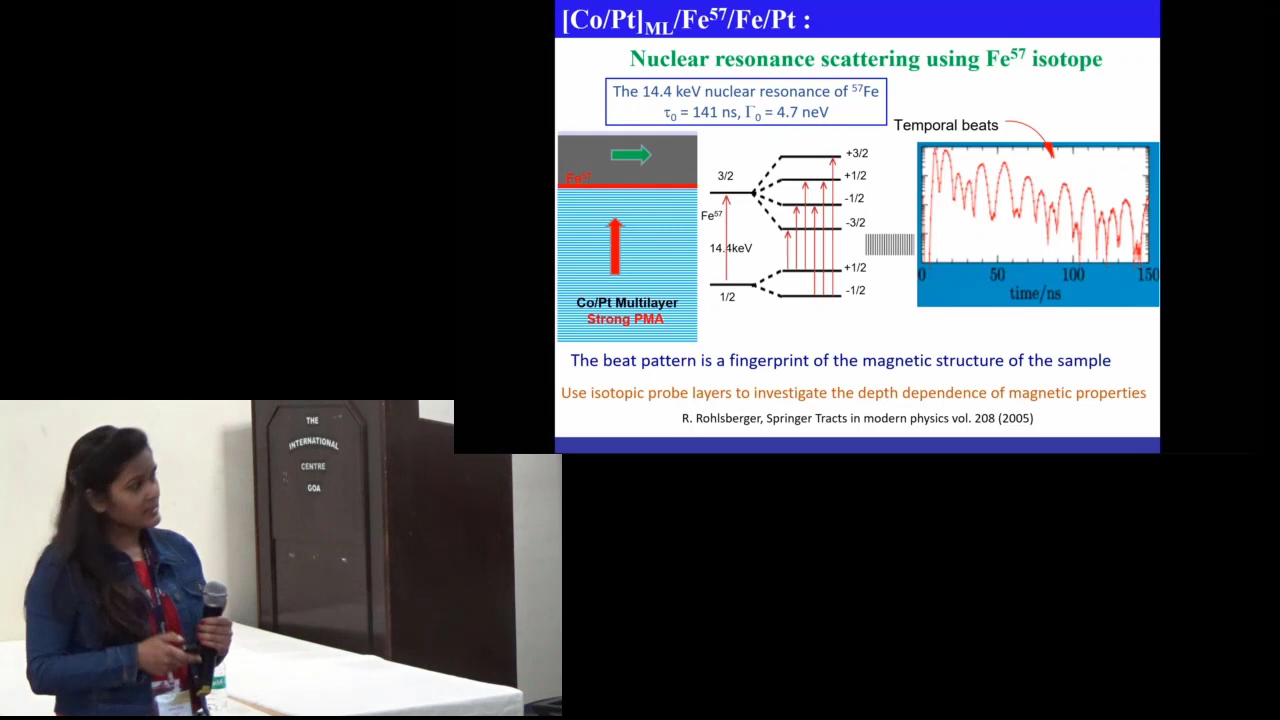 [Co/Pt]ML/Fe⁵⁷/Fe/Pt :
Nuclear resonance scattering using Fe⁵⁷ isotope
The 14.4 keV nuclear resonance of ⁵⁷Fe
τ₀ = 141 ns, Γ₀ = 4.7 neV
Temporal beats
Fe⁵⁷
Co/Pt Multilayer
Strong PMA
3/2
Fe⁵⁷
14.4keV
1/2
+3/2
+1/2
-1/2
-3/2
+1/2
-1/2
0 50 100 150
time/ns
The beat pattern is a fingerprint of the magnetic structure of the sample
Use isotopic probe layers to investigate the depth dependence of magnetic properties
R. Rohlsberger, Springer Tracts in modern physics vol. 208 (2005)
THE
INTERNATIONAL
CENTRE
GOA